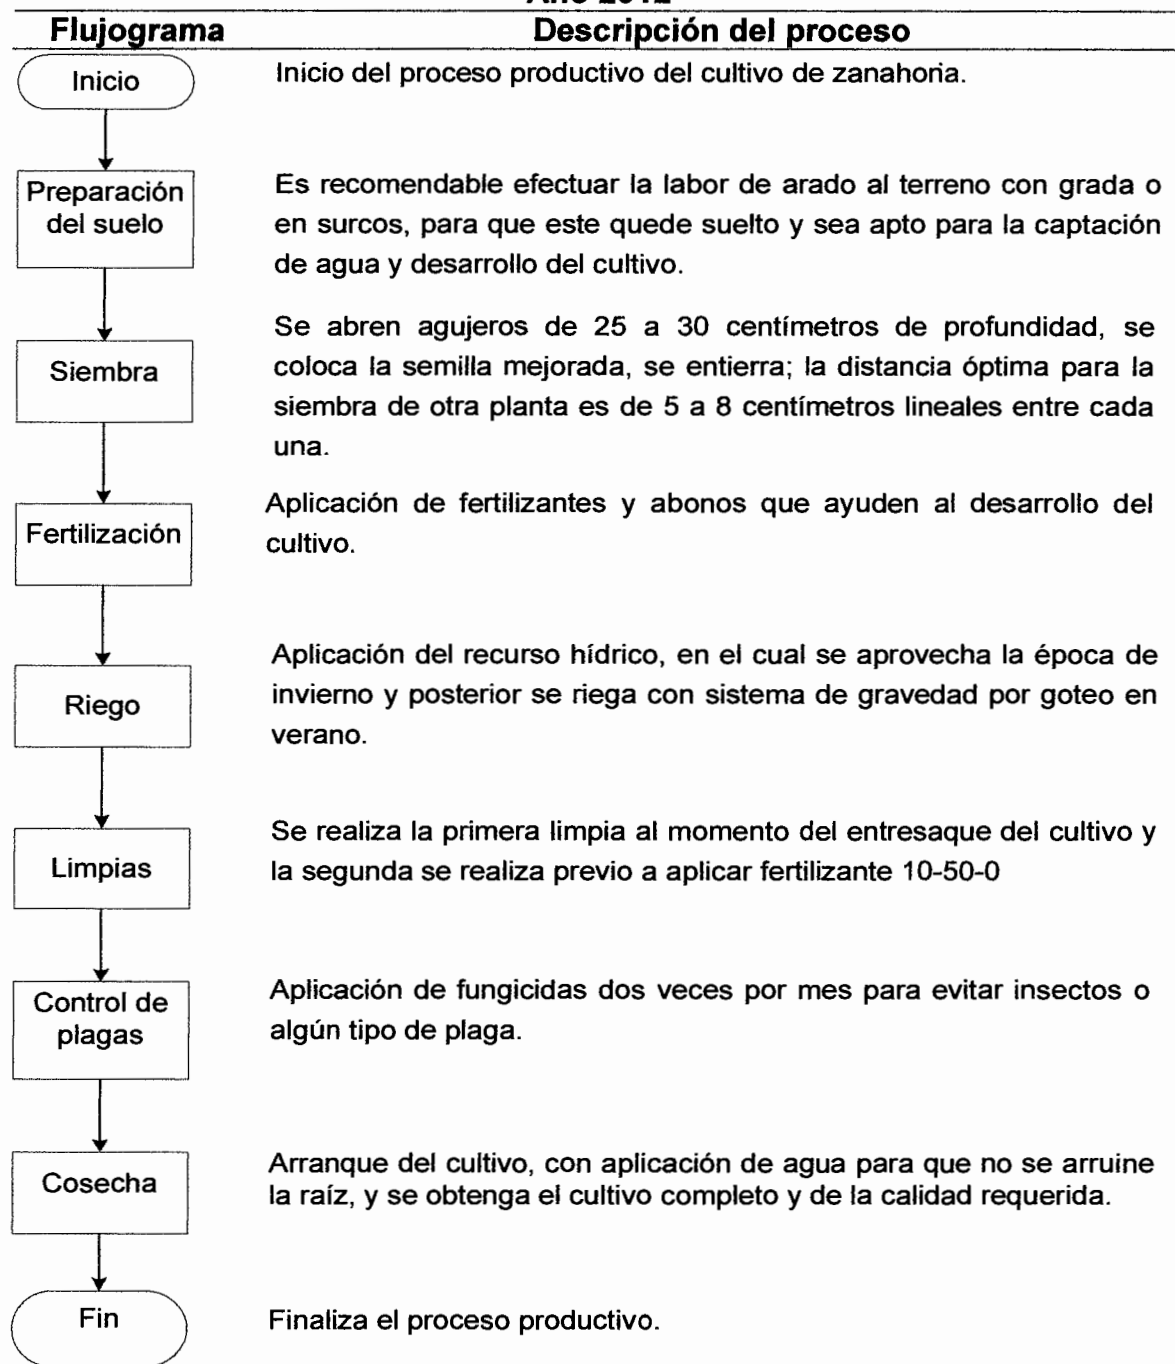 Año 2012
Flujograma
Descripción del proceso
Inicio
Inicio del proceso productivo del cultivo de zanahoria.
Preparación
del suelo
Es recomendable efectuar la labor de arado al terreno con grada o
en surcos, para que este quede suelto y sea apto para la captación
de agua y desarrollo del cultivo.
Siembra
Se abren agujeros de 25 a 30 centímetros de profundidad, se
coloca la semilla mejorada, se entierra; la distancia óptima para la
siembra de otra planta es de 5 a 8 centímetros lineales entre cada
una.
Fertilización
Aplicación de fertilizantes y abonos que ayuden al desarrollo del
cultivo.
Riego
Aplicación del recurso hídrico, en el cual se aprovecha la época de
invierno y posterior se riega con sistema de gravedad por goteo en
verano.
Limpias
Se realiza la primera limpia al momento del entresaque del cultivo y
la segunda se realiza previo a aplicar fertilizante 10-50-0
Control de
plagas
Aplicación de fungicidas dos veces por mes para evitar insectos o
algún tipo de plaga.
Cosecha
Arranque del cultivo, con aplicación de agua para que no se arruine
la raíz, y se obtenga el cultivo completo y de la calidad requerida.
Fin
Finaliza el proceso productivo.